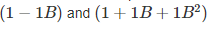 (1 − 1B) and (1 + 1B + 1B²)